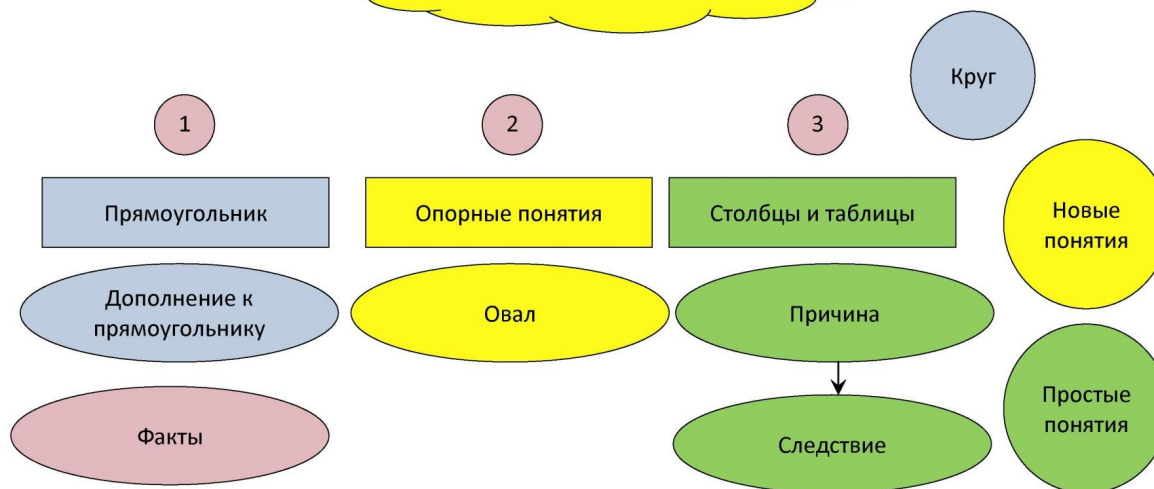 Круг
1
2
3
Прямоугольник
Опорные понятия
Столбцы и таблицы
Новые
понятия
Дополнение к
прямоугольнику
Овал
Причина
Факты
Следствие
Простые
понятия